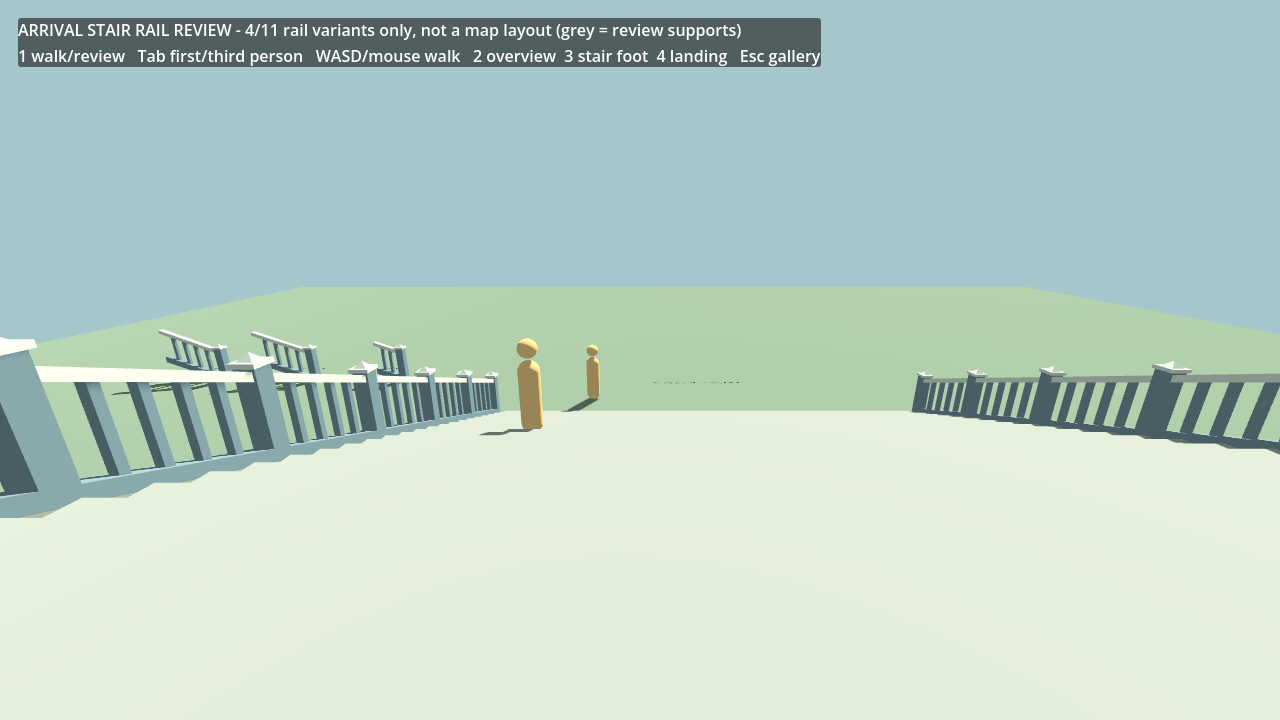 ARRIVAL STAIR RAIL REVIEW - 4/11 rail variants only, not a map layout (grey = review supports)
1 walk/review   Tab first/third person   WASD/mouse walk   2 overview  3 stair foot  4 landing   Esc gallery